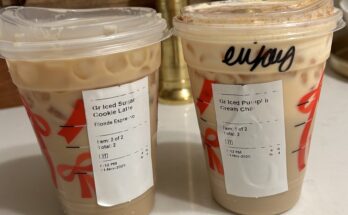 Gr Iced Sugar
Cookie Latte
Blonde Espresso
Item: 2 of 2
Total: 2
enjoy
Gr Iced Pumpkin
Cream Chai
Item: 1 of 2
Total: 2